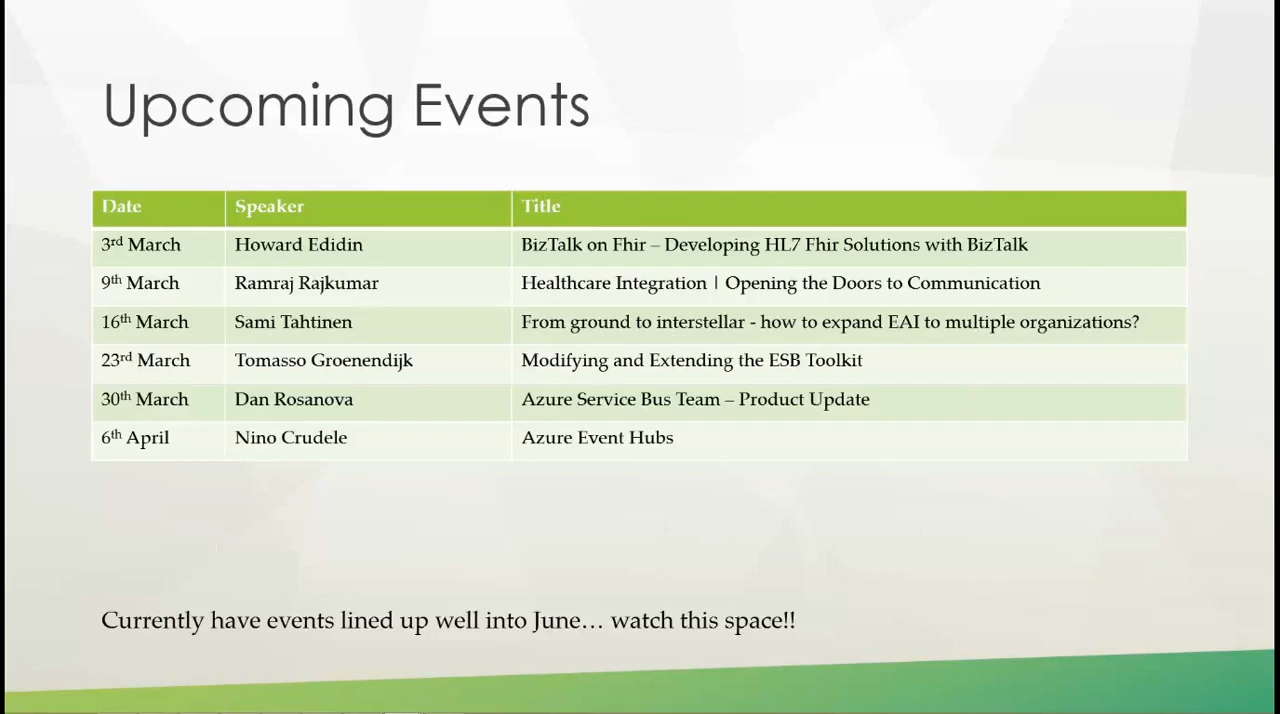 Upcoming Events
Date Speaker Title
3rd March Howard Edidin BizTalk on Fhir – Developing HL7 Fhir Solutions with BizTalk
9th March Ramraj Rajkumar Healthcare Integration | Opening the Doors to Communication
16th March Sami Tahtinen From ground to interstellar - how to expand EAI to multiple organizations?
23rd March Tomasso Groenendijk Modifying and Extending the ESB Toolkit
30th March Dan Rosanova Azure Service Bus Team – Product Update
6th April Nino Crudele Azure Event Hubs
Currently have events lined up well into June… watch this space!!